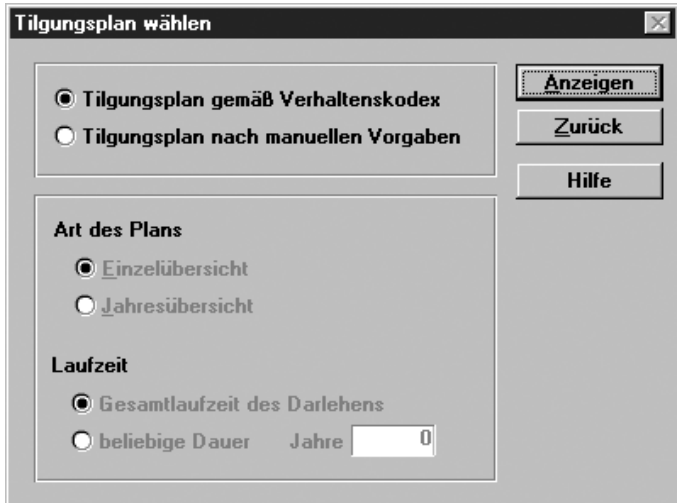 Tilgungsplan wählen
Tilgungsplan gemäß Verhaltenskodex
Tilgungsplan nach manuellen Vorgaben
Anzeigen
Zurück
Hilfe
Art des Plans
Einzelübersicht
Jahresübersicht
Laufzeit
Gesamtlaufzeit des Darlehens
beliebige Dauer Jahre 0